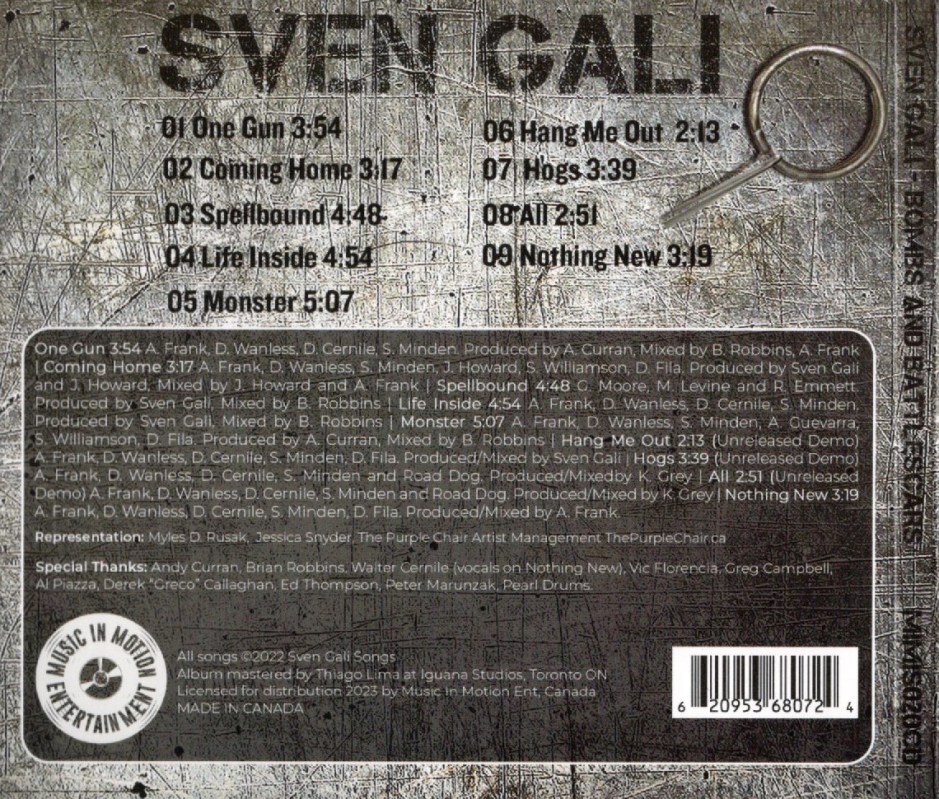 SVEN GALI
01 One Gun 3:54
02 Coming Home 3:17
03 Spellbound 4:48
04 Life Inside 4:54
05 Monster 5:07
06 Hang Me Out 2:13
07 Hogs 3:39
08 All 2:51
09 Nothing New 3:19
One Gun 3:54 A. Frank, D. Wanless, D. Cernile, S. Minden. Produced by A. Curran, Mixed by B. Robbins, A. Frank
| Coming Home 3:17 A. Frank, D. Wanless, S. Minden, J. Howard, S. Williamson, D. Fila. Produced by Sven Gali
and J, Howard, Mixed by J. Howard and A. Frank | Spellbound 4:48 G. Moore, M. Levine and R. Emmett.
Produced by Sven Gali, Mixed by B. Robbins | Life Inside 4:54 A. Frank, D. Wanless, D. Cernile, S. Minden.
Produced by Sven Gali, Mixed by B. Robbins | Monster 5:07 A. Frank, D. Wanless, S. Minden, A. Guevarra,
S. Williamson, D. Fila. Produced by A. Curran, Mixed by B. Robbins | Hang Me Out 2:13 (Unreleased Demo)
A. Frank, D. Wanless, D. Cernile, S. Minden, D. Fila. Produced/Mixed by Sven Gali | Hogs 3:39 (Unreleased Demo)
A. Frank, D. Wanless, D. Cernile, S. Minden and Road Dog. Produced/Mixedby K. Grey | All 2:51 (Unreleased
Demo) A. Frank, D. Wanless, D. Cernile, S. Minden and Road Dog. Produced/Mixed by K. Grey | Nothing New 3:19
A. Frank, D. Wanless, D. Cernile, S. Minden, D. Fila. Produced/Mixed by A. Frank.
Representation: Myles D. Rusak, Jessica Snyder, The Purple Chair Artist Management ThePurpleChair.ca
Special Thanks: Andy Curran, Brian Robbins. Walter Cernile (vocals on Nothing New), Vic Florencia, Greg Campbell,
Al Piazza, Derek "Greco" Callaghan, Ed Thompson, Peter Marunzak, Pearl Drums.
MUSIC IN MOTION
ENTERTAINMENT
All songs ©2022 Sven Gali Songs
Album mastered by Thiago Lima at Iguana Studios, Toronto ON
Licensed for distribution 2023 by Music In Motion Ent, Canada
MADE IN CANADA
6 20953 68072 4
SVEN GALI - BOMBS AND BATTLESCARS